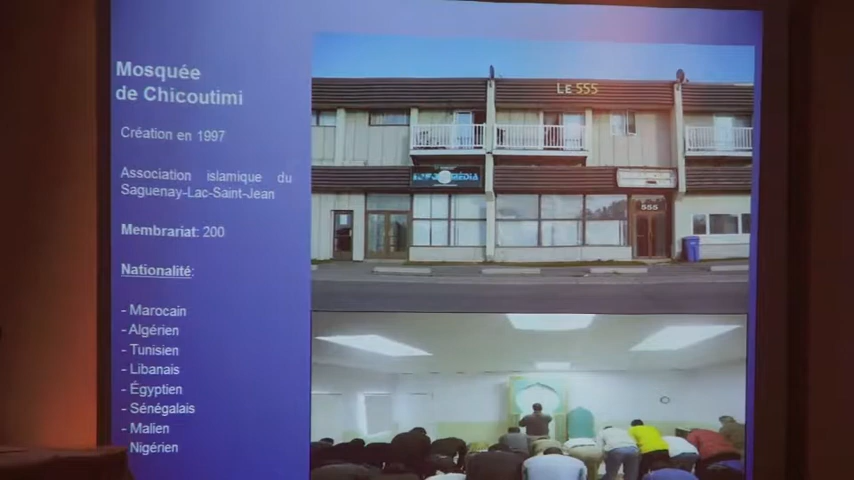 Mosquée
de Chicoutimi
Création en 1997
Association islamique du
Saguenay-Lac-Saint-Jean
Membrariat: 200
Nationalité:
- Marocain
- Algérien
- Tunisien
- Libanais
- Égyptien
- Sénégalais
- Malien
- Nigérien
LE 555
555